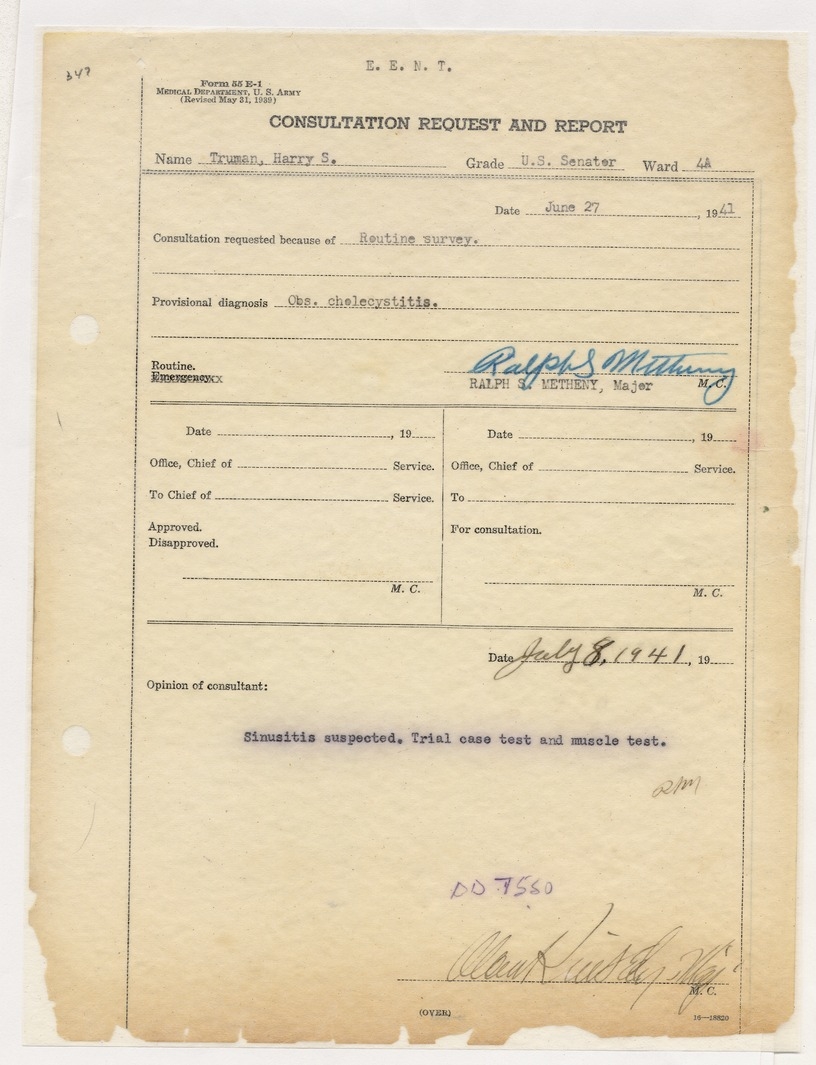 347
E. E. N. T.
Form 55 E-1
MEDICAL DEPARTMENT, U. S. ARMY
(Revised May 31, 1939)
CONSULTATION REQUEST AND REPORT
Name Truman, Harry S. Grade U.S. Senator Ward 4A
Date June 27, 1941
Consultation requested because of Routine survey.
Provisional diagnosis Obs. cholecystitis.
Routine.
Emergency.xx
Ralph S Metheny
RALPH S. METHENY, Major M. C.
Date , 19
Office, Chief of Service.
To Chief of Service.
Approved.
Disapproved.
M. C.
Date , 19
Office, Chief of Service.
To
For consultation.
M. C.
Date July 8, 1941, 19
Opinion of consultant:
Sinusitis suspected. Trial case test and muscle test.
RM
DD 7550
M. C.
(OVER)
16—18820